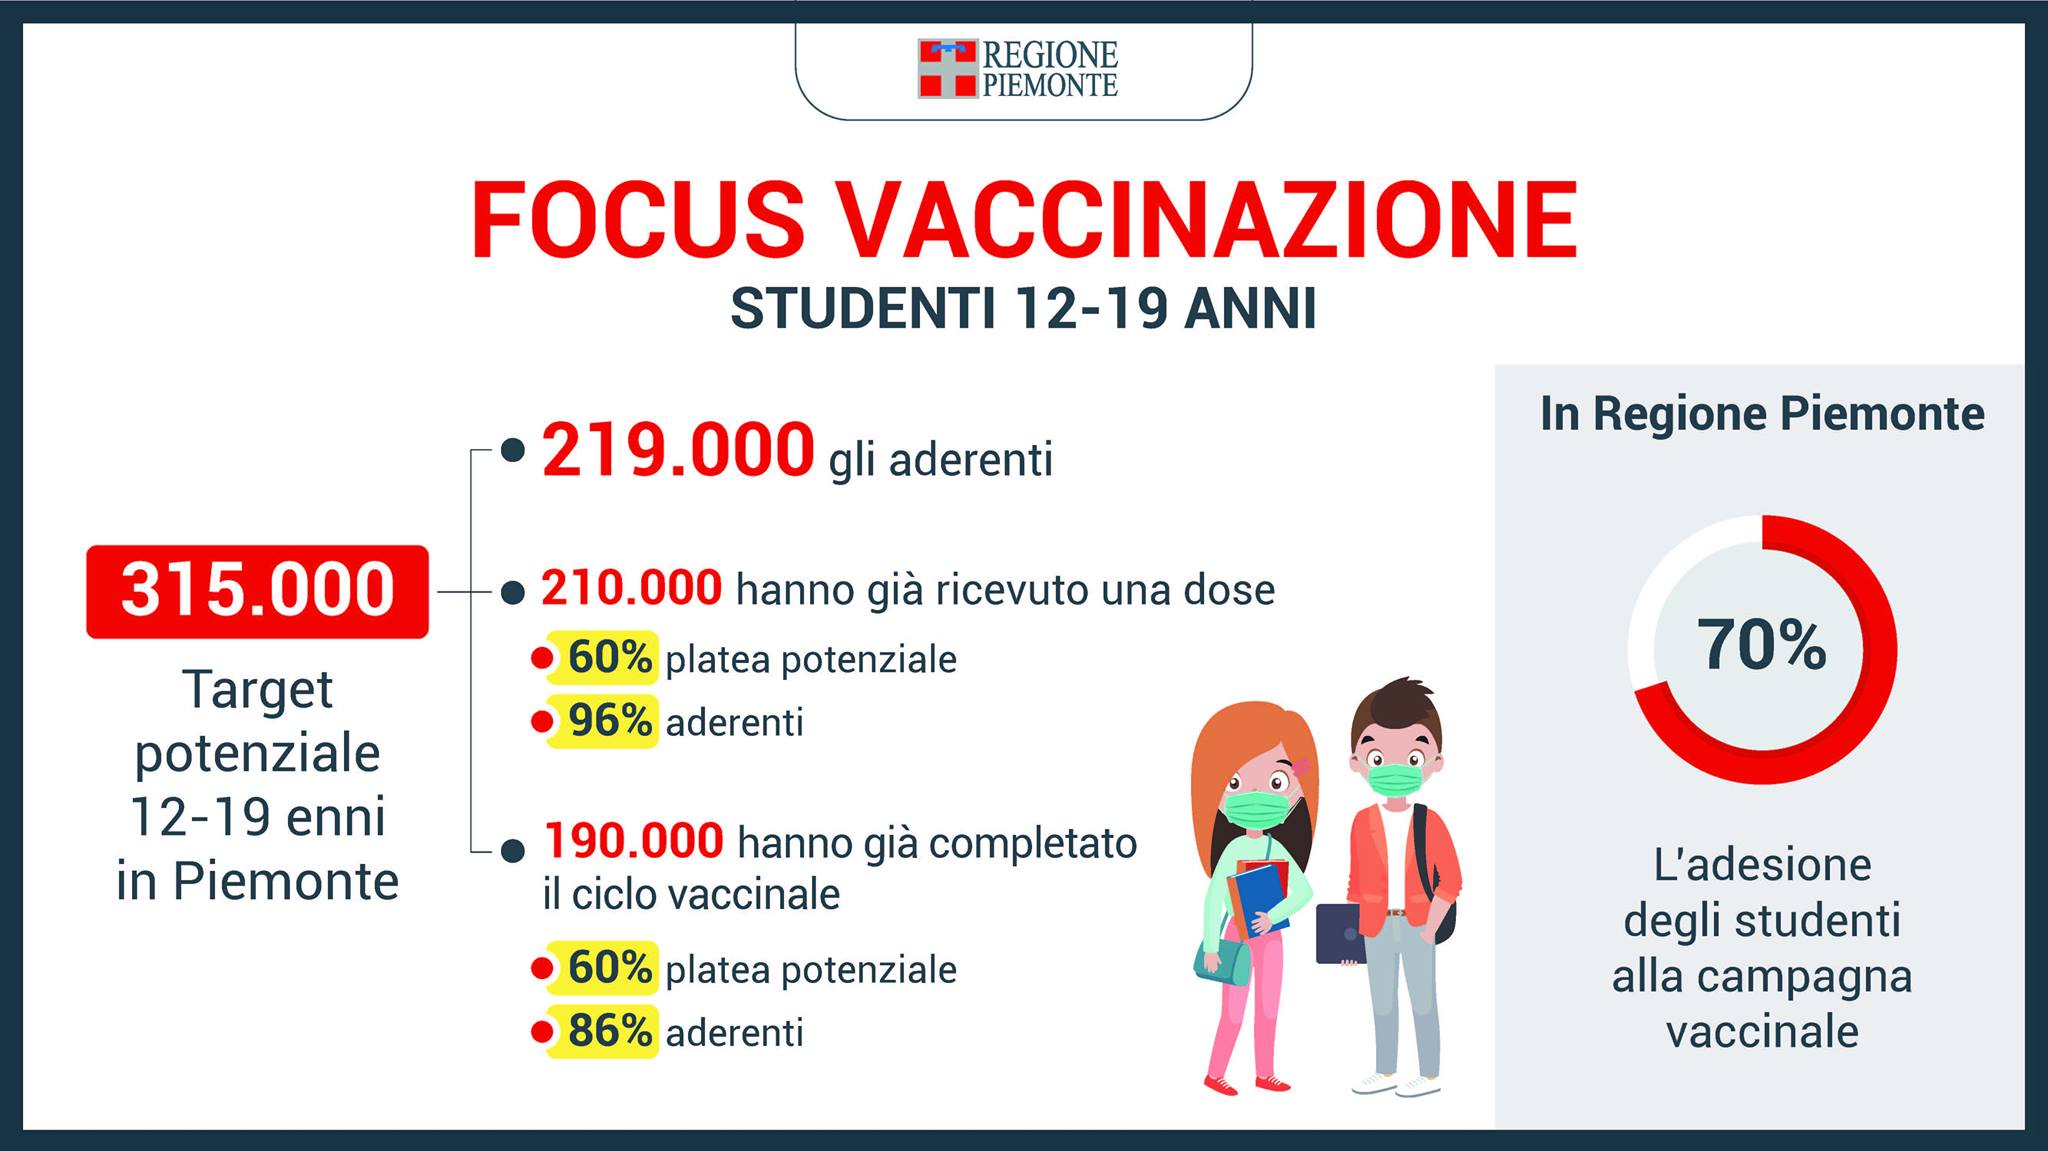 REGIONE
PIEMONTE
FOCUS VACCINAZIONE
STUDENTI 12-19 ANNI
315.000
Target
potenziale
12-19 enni
in Piemonte
219.000 gli aderenti
210.000 hanno già ricevuto una dose
60% platea potenziale
96% aderenti
190.000 hanno già completato
il ciclo vaccinale
60% platea potenziale
86% aderenti
In Regione Piemonte
70%
L'adesione
degli studenti
alla campagna
vaccinale